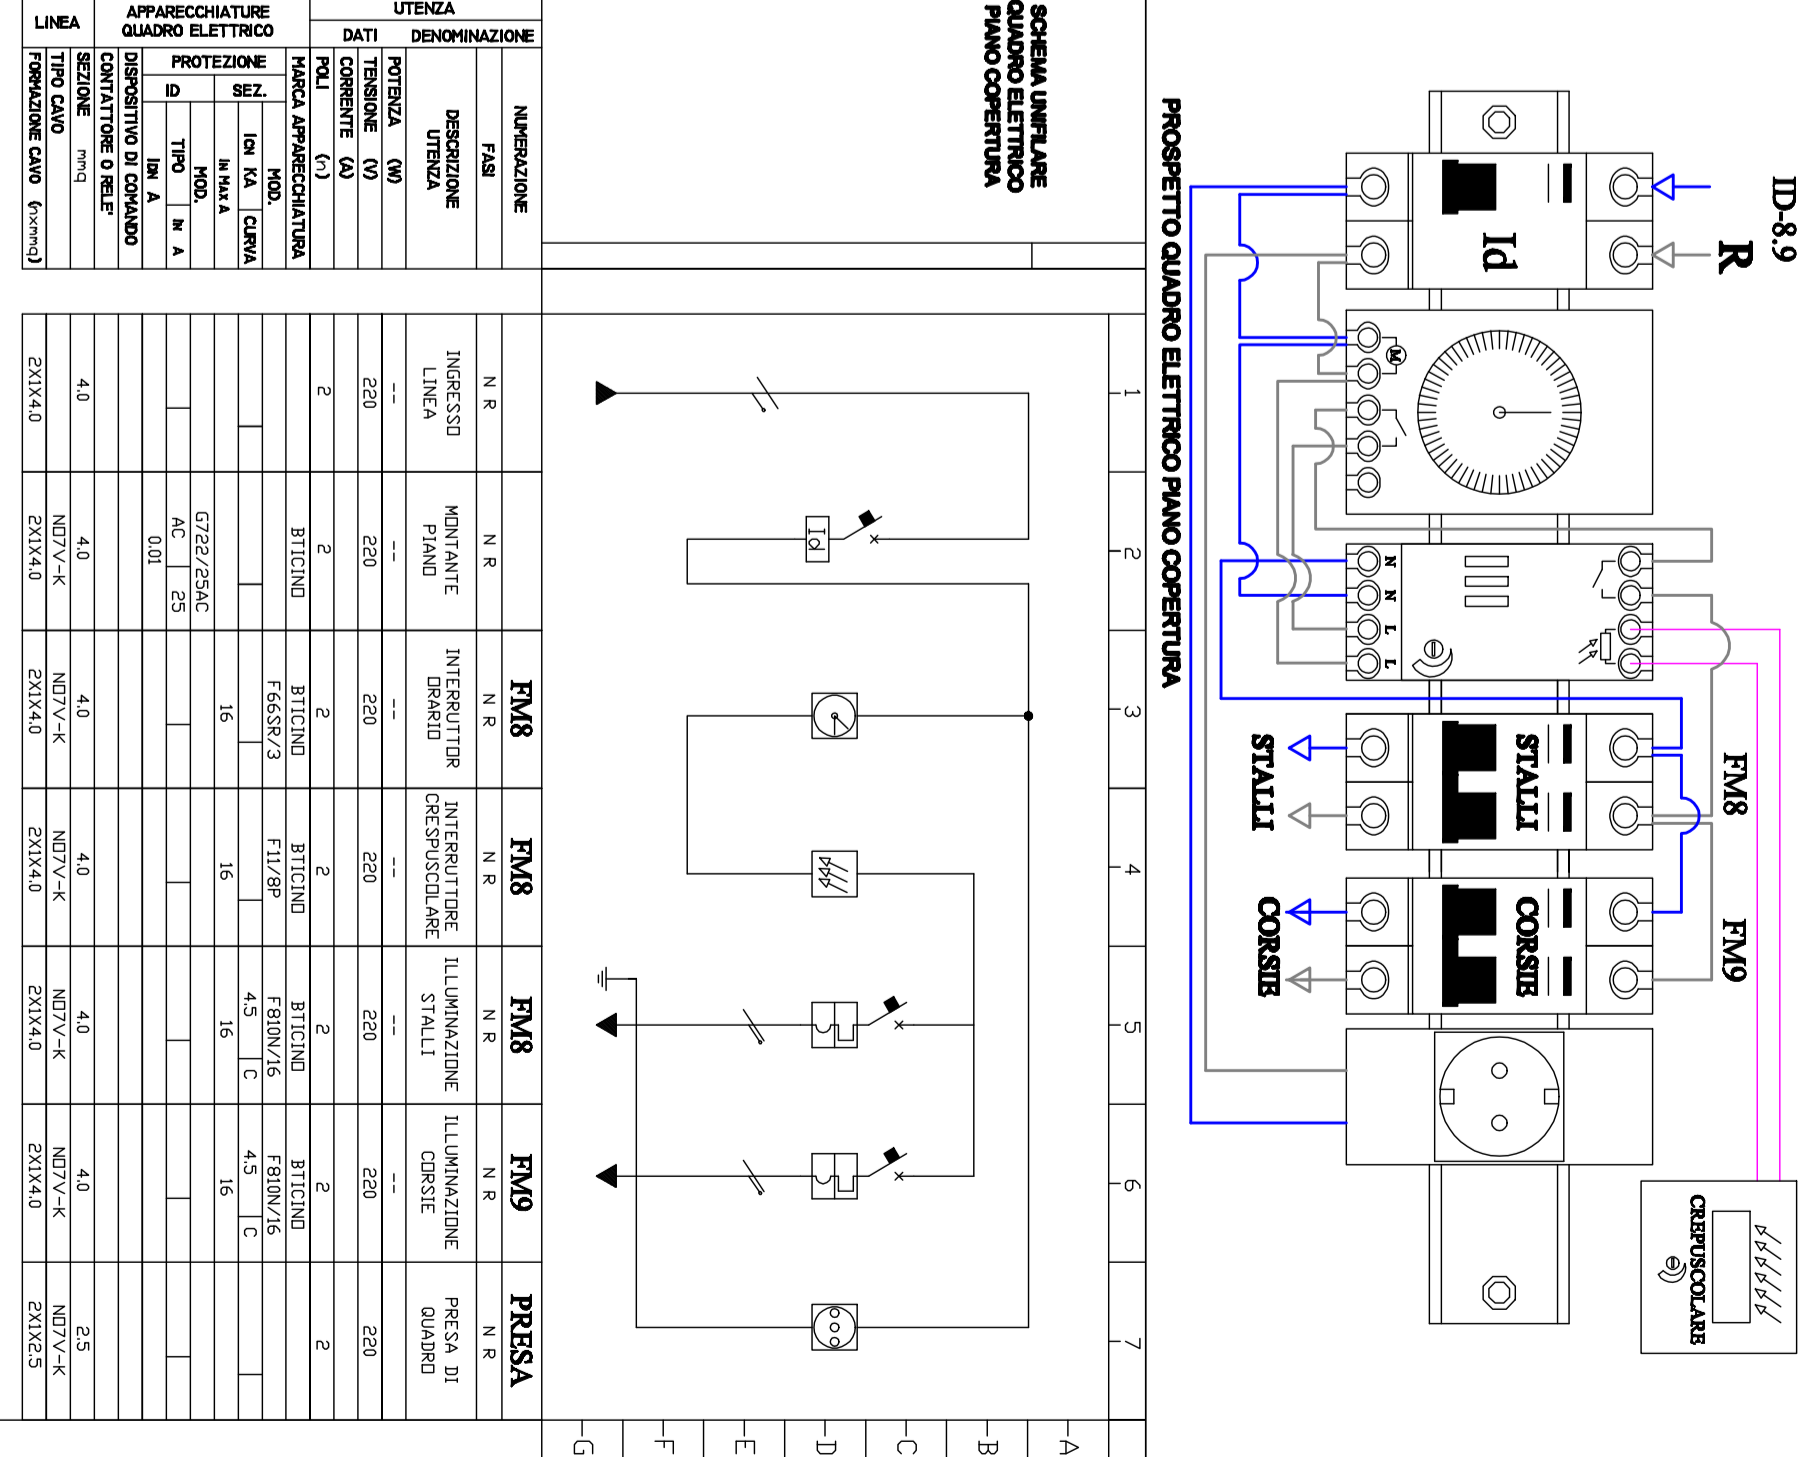 ID-8.9
R
FM8
FM9
Id
M
N
N
L
L
STALLI
CORSIE
STALLI
CORSIE
CREPUSCOLARE
PROSPETTO QUADRO ELETTRICO PIANO COPERTURA
SCHEMA UNIFILARE
QUADRO ELETTRICO
PIANO COPERTURA
1
2
3
4
5
6
7
A
B
C
D
E
F
G
Id
UTENZA
DENOMINAZIONE
DATI
NUMERAZIONE
FM8
FM8
FM8
FM9
PRESA
FASI
N R
N R
N R
N R
N R
N R
N R
DESCRIZIONE
UTENZA
INGRESSO
LINEA
MONTANTE
PIANO
INTERRUTTOR
ORARIO
INTERRUTTORE
CRESPUSCOLARE
ILLUMINAZIONE
STALLI
ILLUMINAZIONE
CORSIE
PRESA DI
QUADRO
POTENZA (W)
--
--
--
--
--
--
TENSIONE (V)
220
220
220
220
220
220
220
CORRENTE (A)
POLI (n)
2
2
2
2
2
2
2
APPARECCHIATURE
QUADRO ELETTRICO
MARCA APPARECCHIATURA
BTICINO
BTICINO
BTICINO
BTICINO
BTICINO
PROTEZIONE
SEZ.
MOD.
F66SR/3
F11/8P
F810N/16
F810N/16
ICN KA CURVA
4.5 C
4.5 C
IN MAX A
16
16
16
16
ID
MOD.
G722/25AC
TIPO IN A
AC 25
IDN A
0.01
DISPOSITIVO DI COMANDO
CONTATTORE O RELE'
LINEA
SEZIONE mmq
4.0
4.0
4.0
4.0
4.0
4.0
2.5
TIPO CAVO
NO7V-K
NO7V-K
NO7V-K
NO7V-K
NO7V-K
NO7V-K
FORMAZIONE CAVO (nxmmq)
2X1X4.0
2X1X4.0
2X1X4.0
2X1X4.0
2X1X4.0
2X1X4.0
2X1X2.5